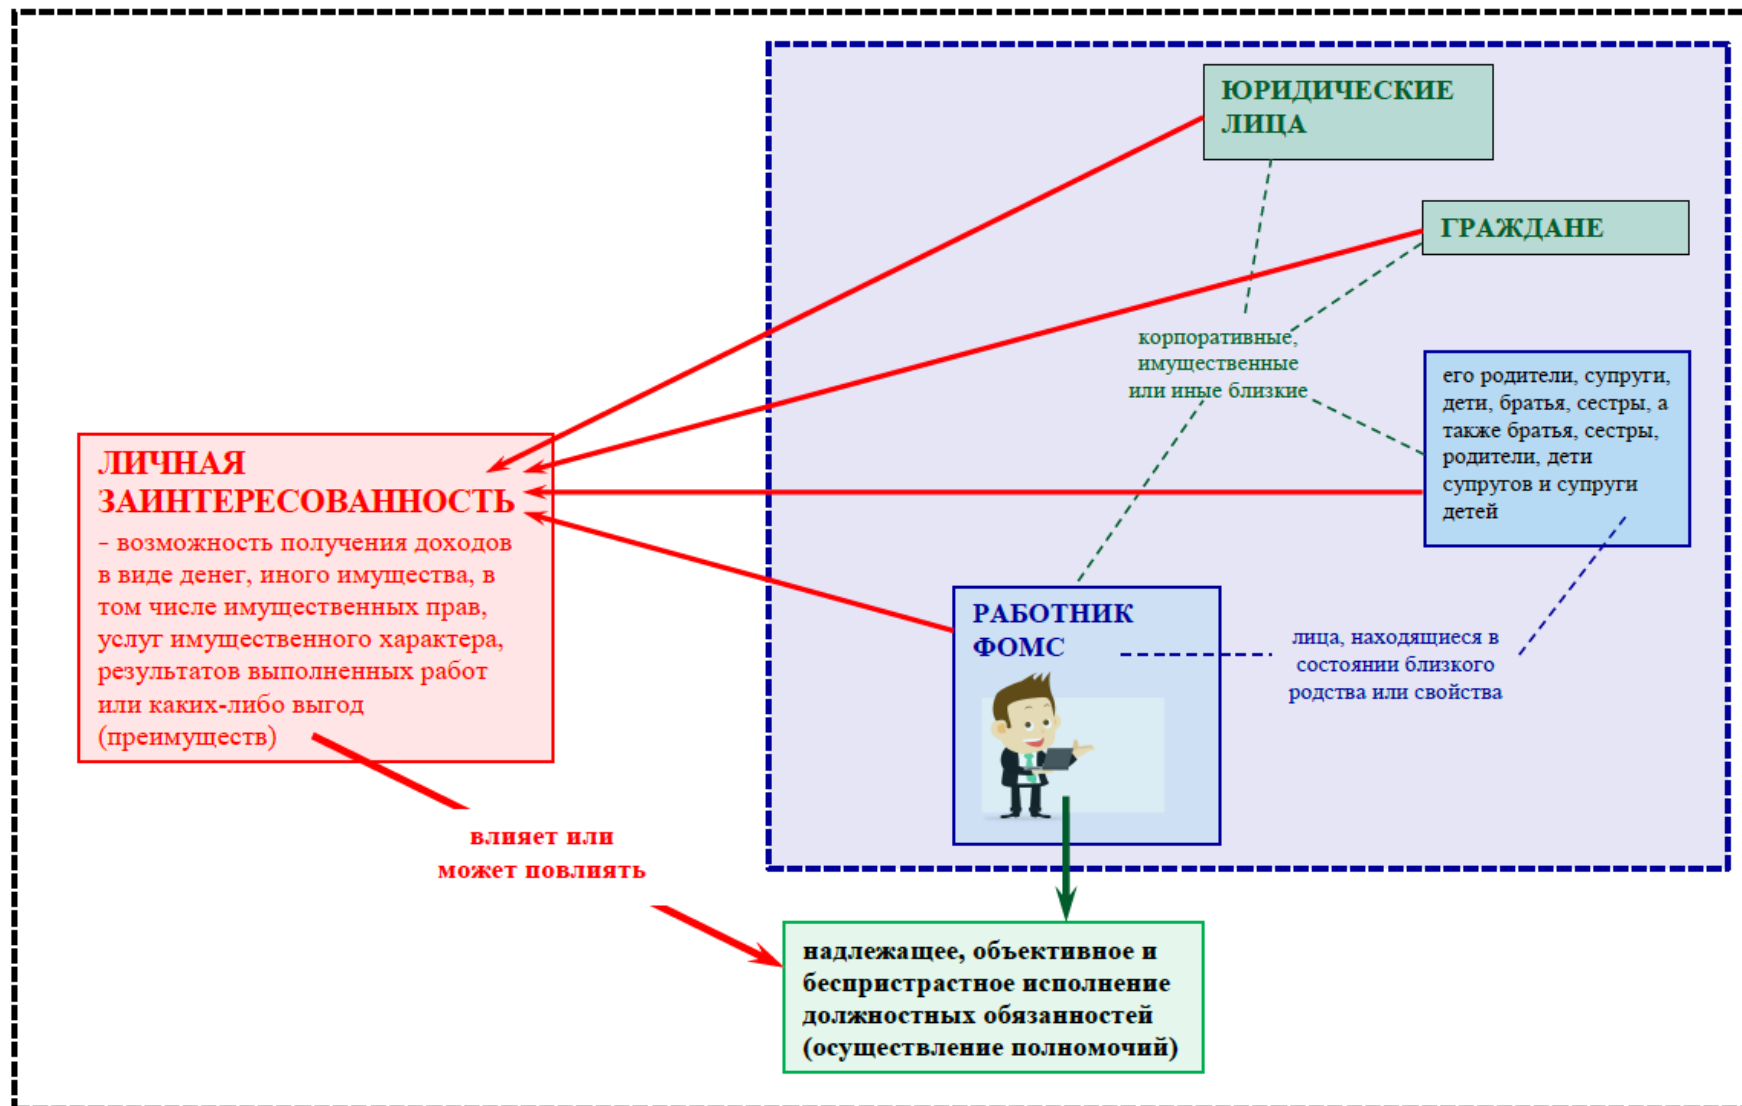 ЮРИДИЧЕСКИЕ
ЛИЦА
ГРАЖДАНЕ
корпоративные,
имущественные
или иные близкие
его родители, супруги,
дети, братья, сестры, а
также братья, сестры,
родители, дети
супругов и супруги
детей
ЛИЧНАЯ
ЗАИНТЕРЕСОВАННОСТЬ
- возможность получения доходов
в виде денег, иного имущества, в
том числе имущественных прав,
услуг имущественного характера,
результатов выполненных работ
или каких-либо выгод
(преимуществ)
РАБОТНИК
ФОМС
лица, находящиеся в
состоянии близкого
родства или свойства
влияет или
может повлиять
надлежащее, объективное и
беспристрастное исполнение
должностных обязанностей
(осуществление полномочий)